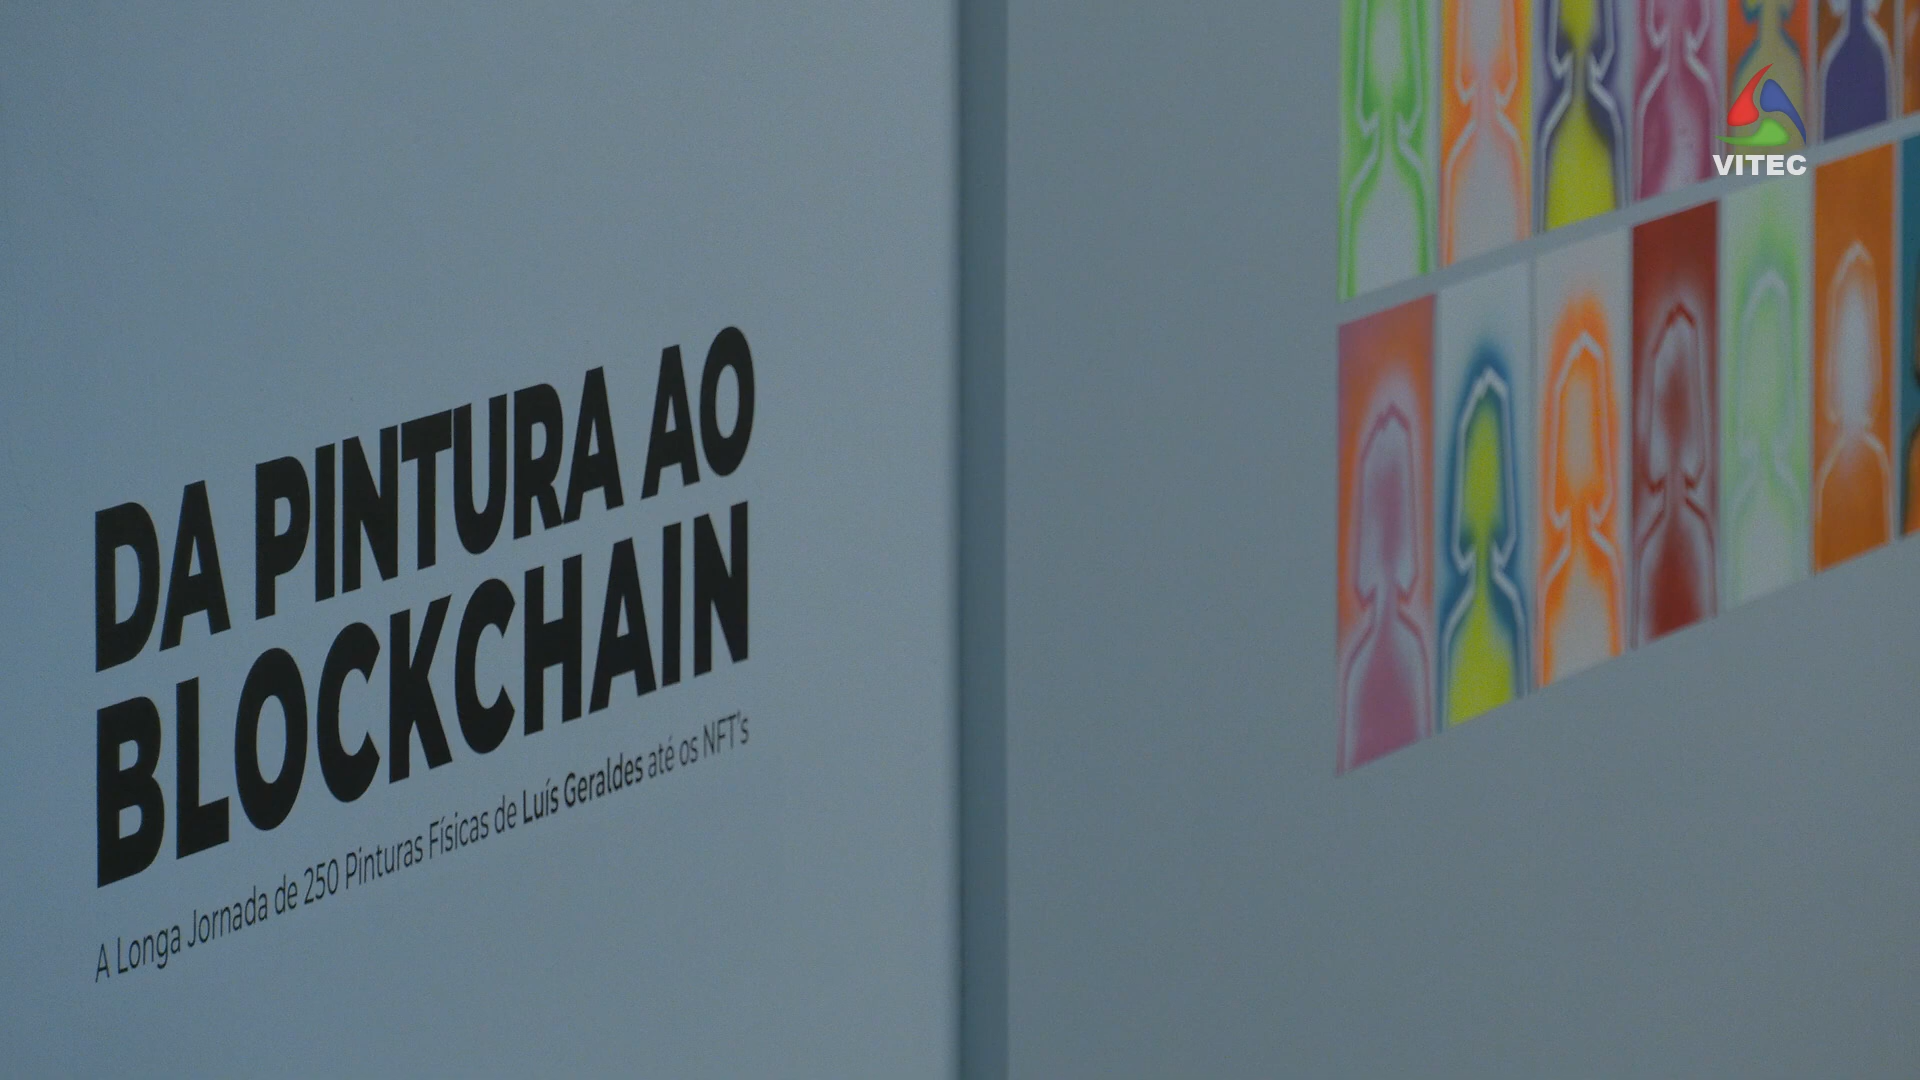 DA PINTURA AO
BLOCKCHAIN
A Longa Jornada de 250 Pinturas Físicas de Luís Geraldes até os NFT's
VITEC